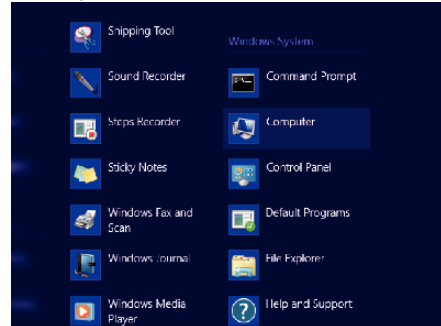 Snipping Tool
Sound Recorder
Steps Recorder
Sticky Notes
Windows Fax and
Scan
Windows Journal
Windows Media
Player
Windows System
Command Prompt
Computer
Control Panel
Default Programs
File Explorer
Help and Support